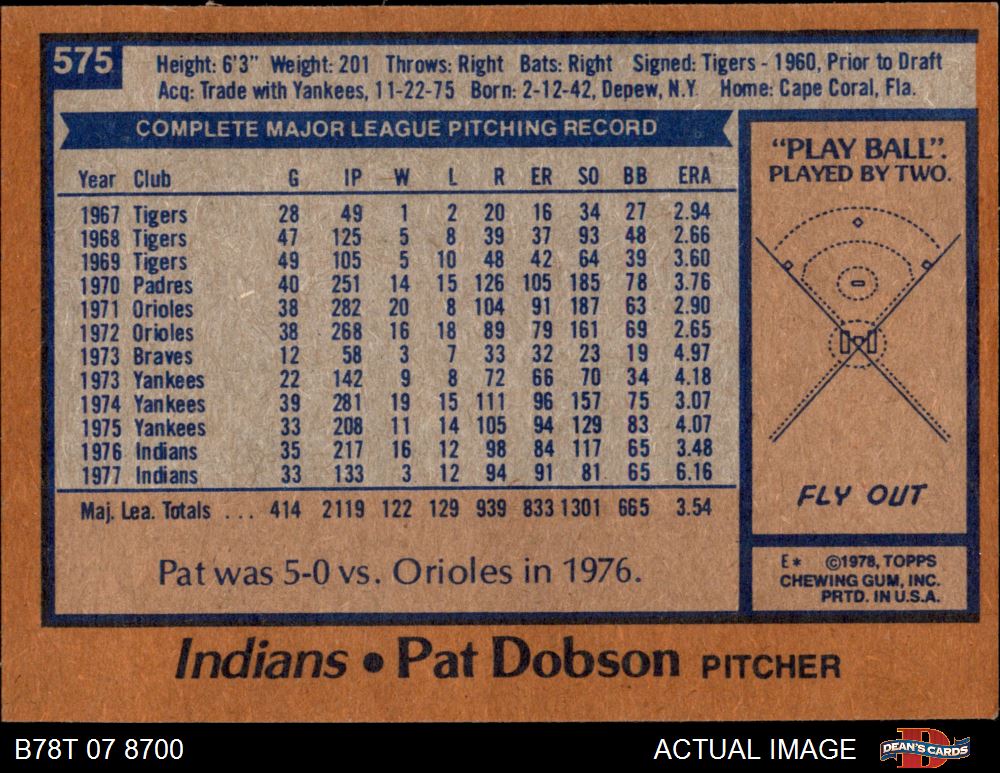 575
Height: 6'3" Weight: 201 Throws: Right Bats: Right Signed: Tigers - 1960, Prior to Draft
Acq: Trade with Yankees, 11-22-75 Born: 2-12-42, Depew, N.Y Home: Cape Coral, Fla.
COMPLETE MAJOR LEAGUE PITCHING RECORD
Year Club G IP W L R ER SO BB ERA
1967 Tigers 28 49 1 2 20 16 34 27 2.94
1968 Tigers 47 125 5 8 39 37 93 48 2.66
1969 Tigers 49 105 5 10 48 42 64 39 3.60
1970 Padres 40 251 14 15 126 105 185 78 3.76
1971 Orioles 38 282 20 8 104 91 187 63 2.90
1972 Orioles 38 268 16 18 89 79 161 69 2.65
1973 Braves 12 58 3 7 33 32 23 19 4.97
1973 Yankees 22 142 9 8 72 66 70 34 4.18
1974 Yankees 39 281 19 15 111 96 157 75 3.07
1975 Yankees 33 208 11 14 105 94 129 83 4.07
1976 Indians 35 217 16 12 98 84 117 65 3.48
1977 Indians 33 133 3 12 94 91 81 65 6.16
Maj. Lea. Totals ... 414 2119 122 129 939 833 1301 665 3.54
Pat was 5-0 vs. Orioles in 1976.
"PLAY BALL".
PLAYED BY TWO.
FLY OUT
E* ©1978, TOPPS
CHEWING GUM, INC.
PRTD. IN U.S.A.
Indians • Pat Dobson PITCHER
B78T 07 8700
ACTUAL IMAGE
DEAN'S CARDS